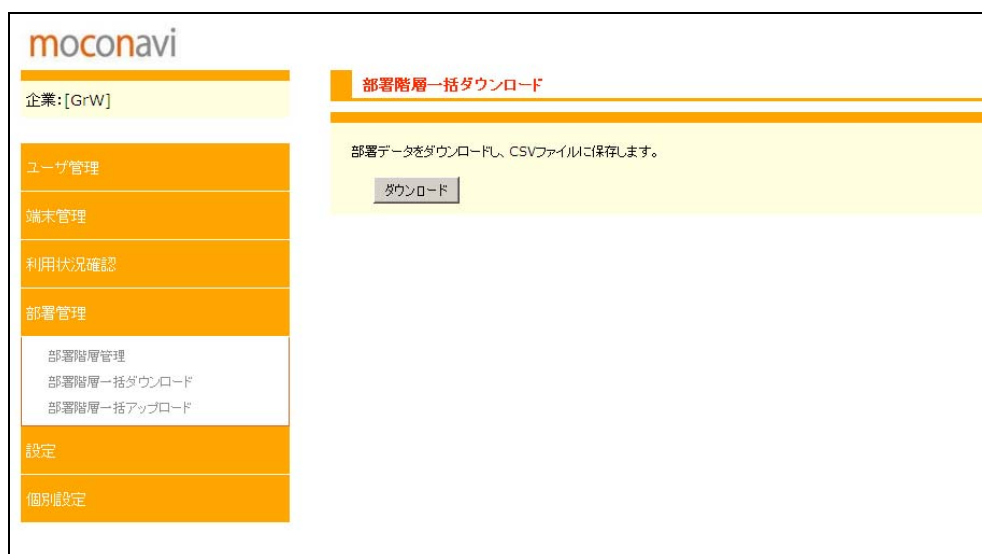 moconavi
企業:[GrW]
ユーザ管理
端末管理
利用状況確認
部署管理
部署階層管理
部署階層一括ダウンロード
部署階層一括アップロード
設定
個別設定
部署階層一括ダウンロード
部署データをダウンロードし、CSVファイルに保存します。
ダウンロード